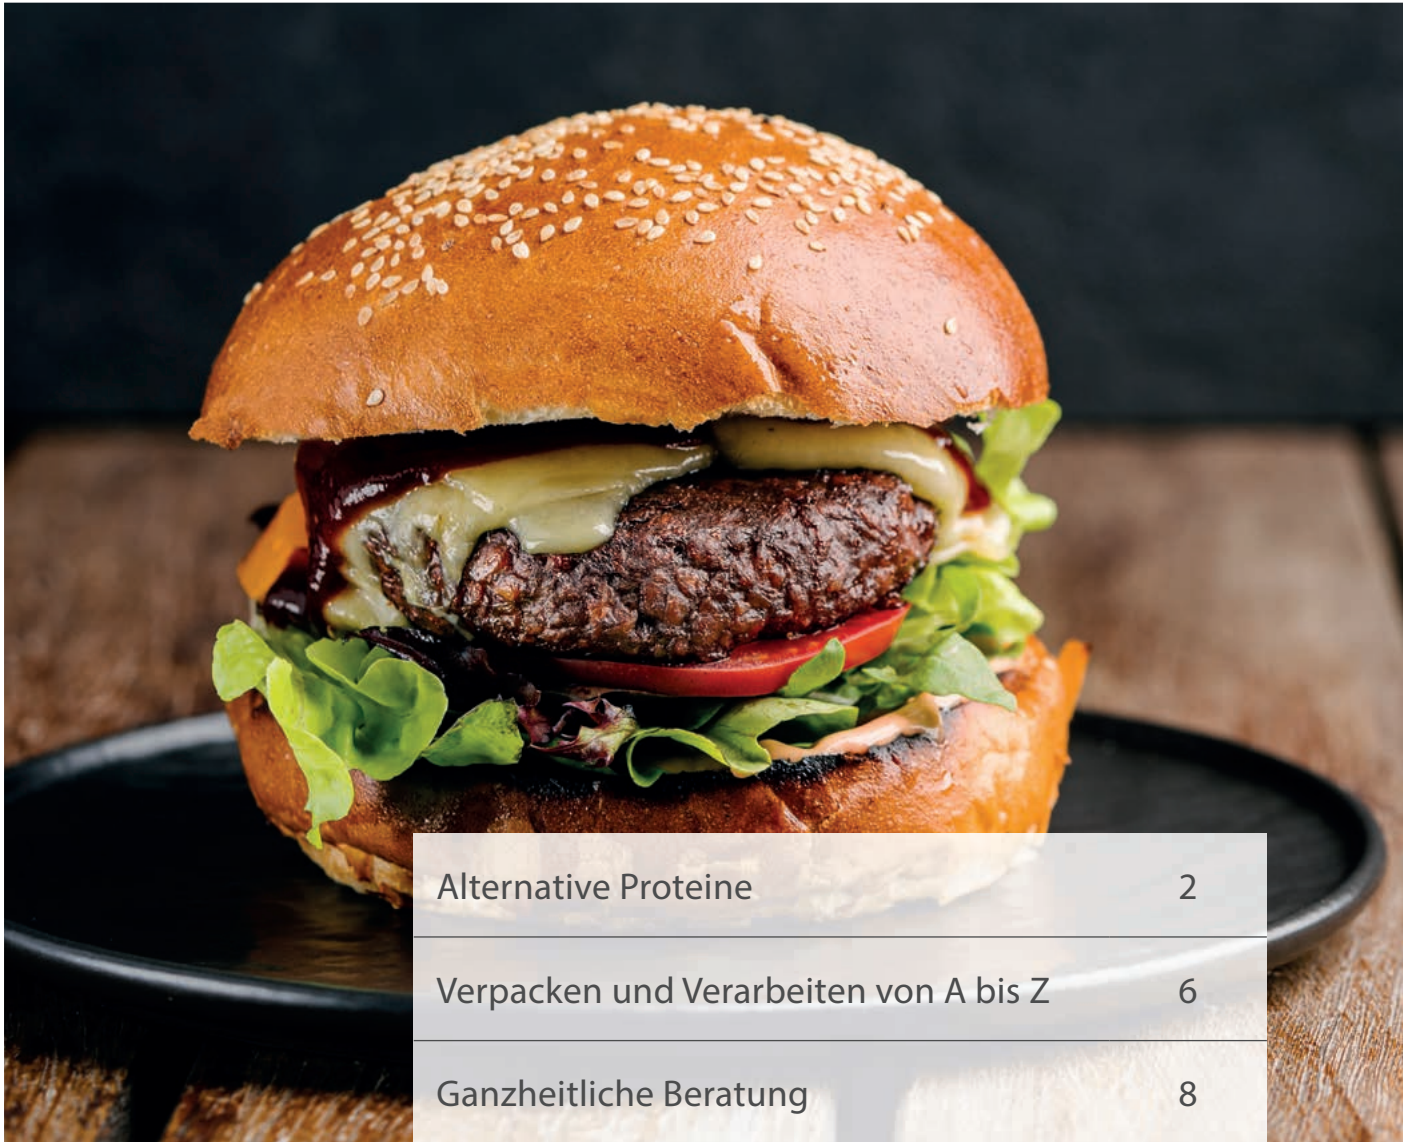 Alternative Proteine 2
Verpacken und Verarbeiten von A bis Z 6
Ganzheitliche Beratung 8